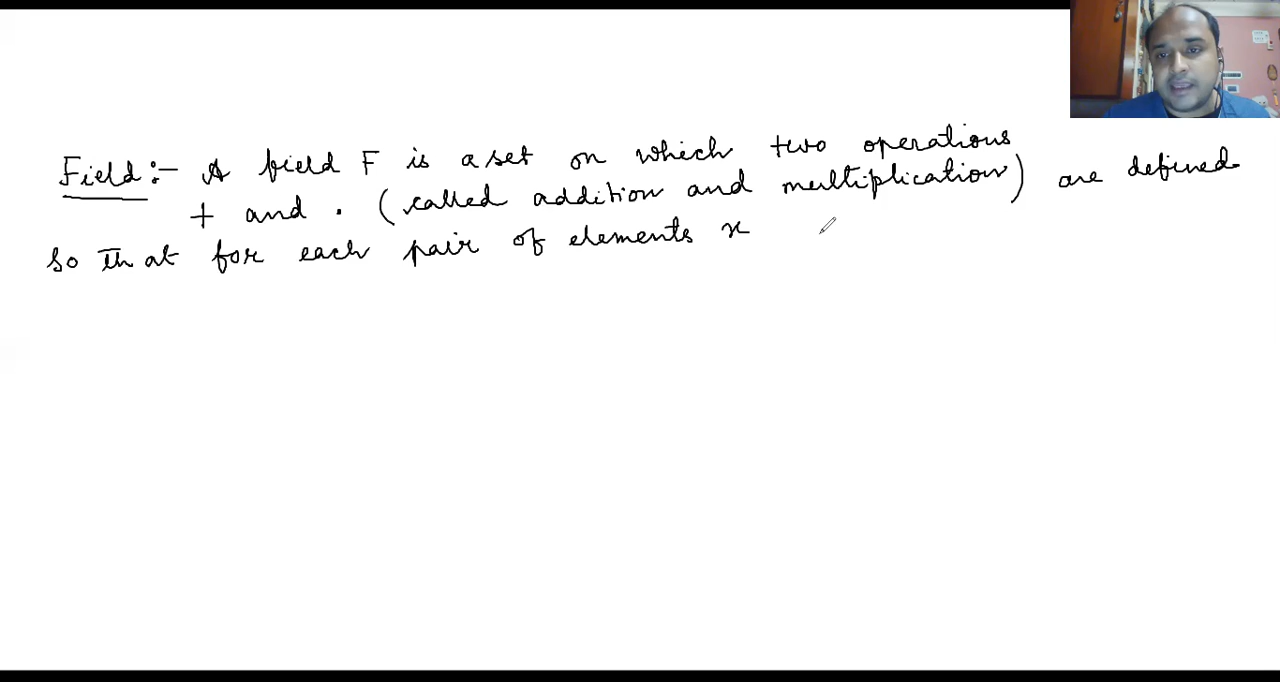 Field:- A field F is a set on which two operations
+ and . (called addition and multiplication) are defined
so that for each pair of elements x